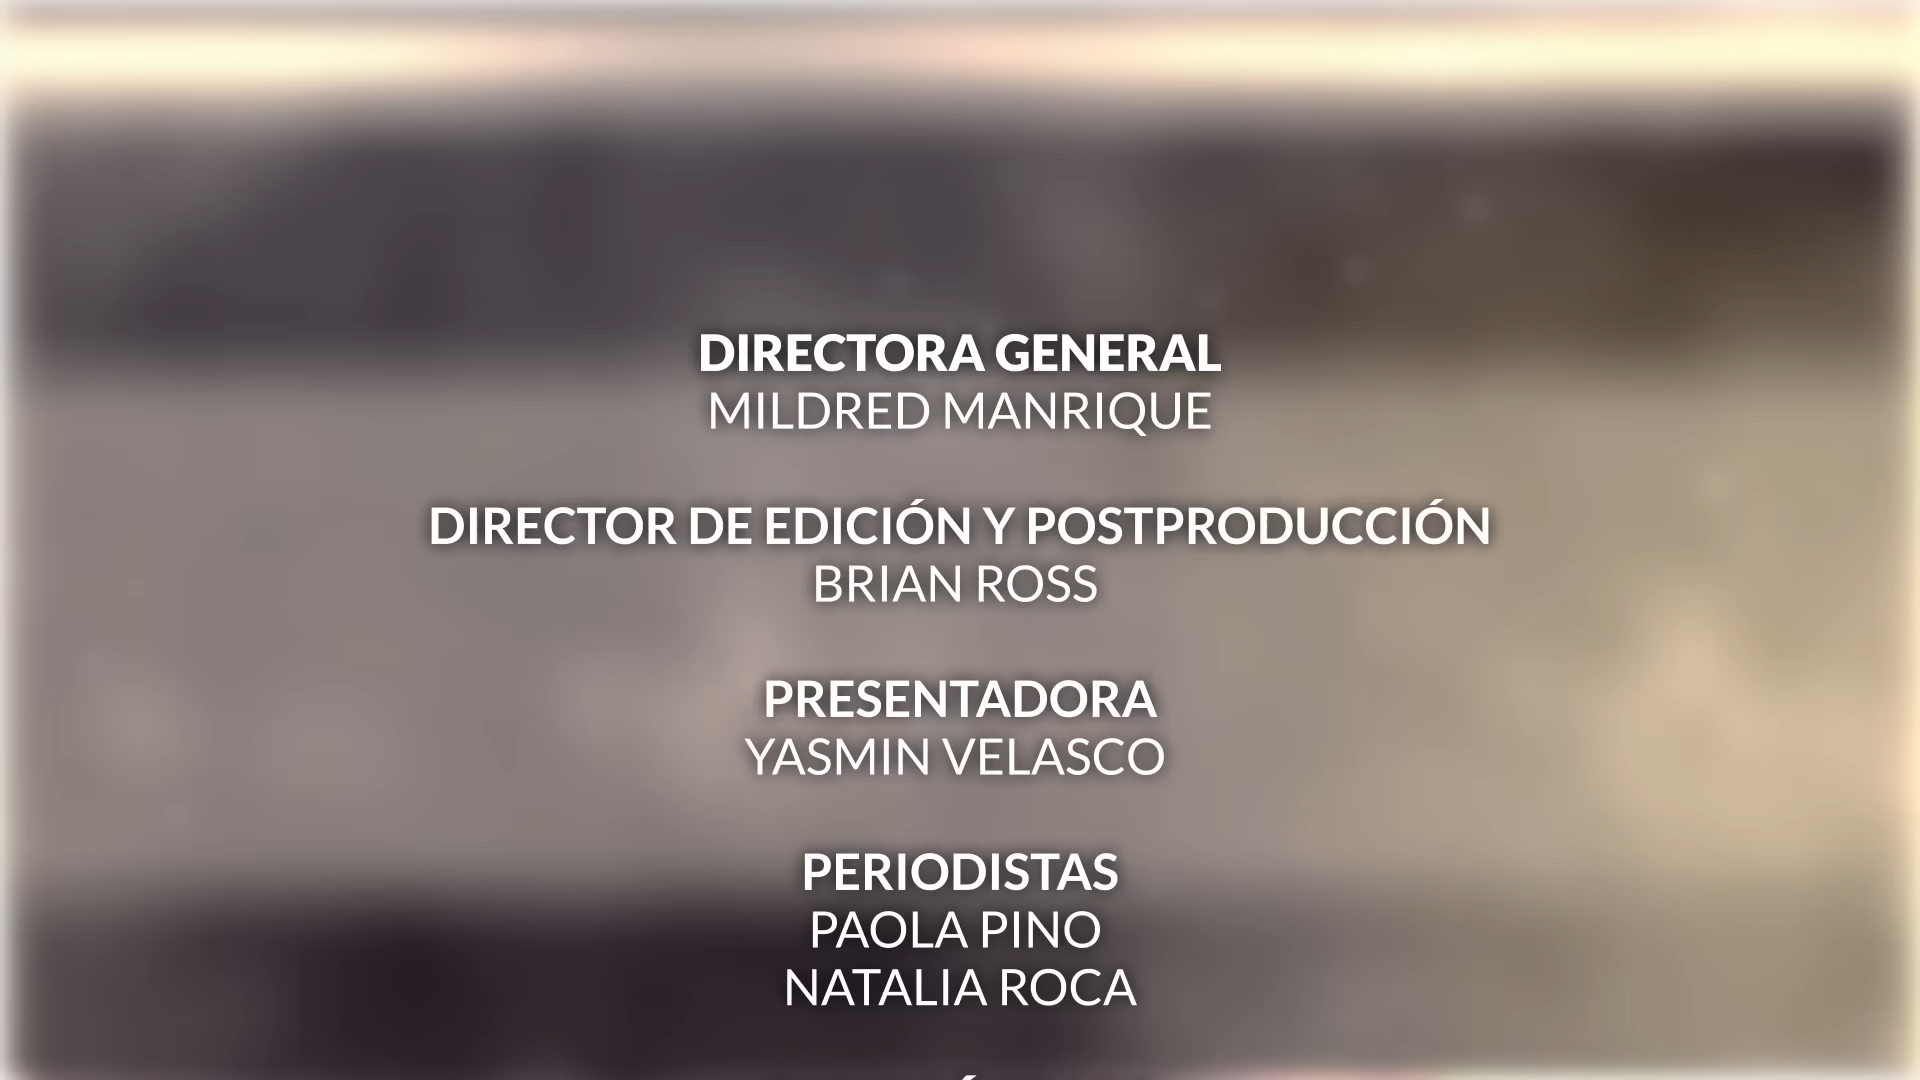 DIRECTORA GENERAL
MILDRED MANRIQUE
DIRECTOR DE EDICIÓN Y POSTPRODUCCIÓN
BRIAN ROSS
PRESENTADORA
YASMIN VELASCO
PERIODISTAS
PAOLA PINO
NATALIA ROCA